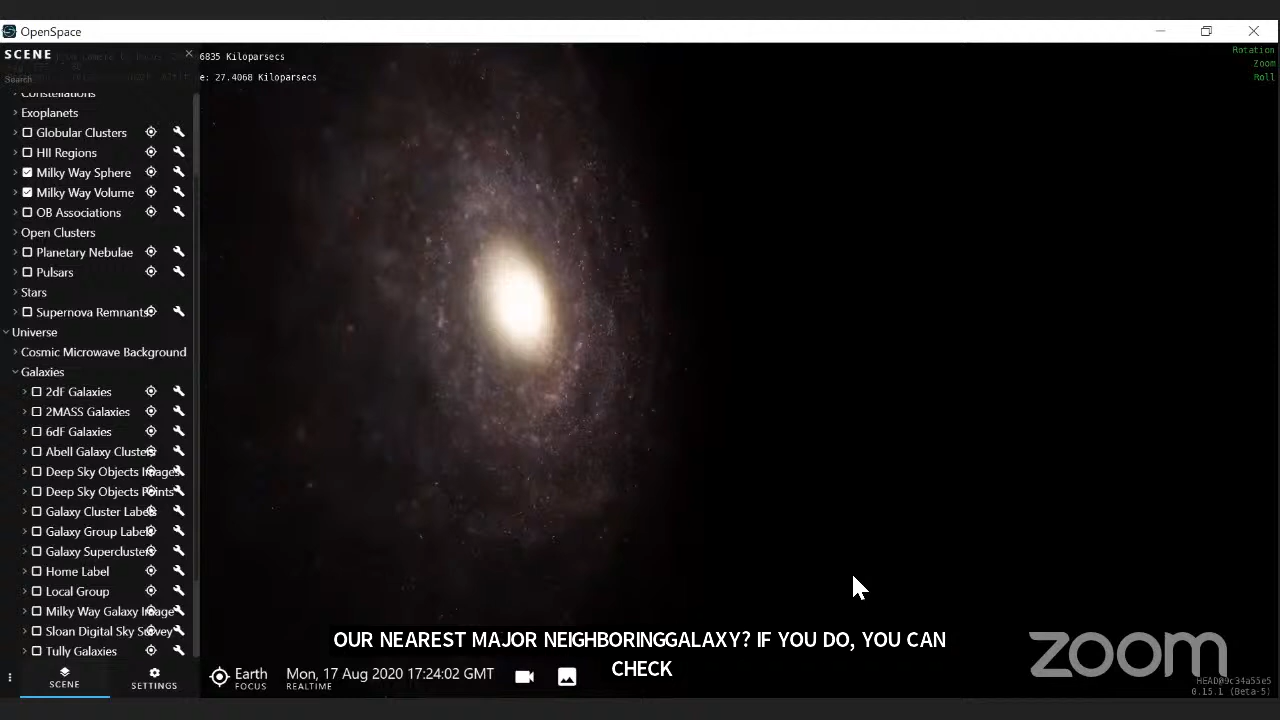 OpenSpace
SCENE
6835 Kiloparsecs
Search
e: 27.4068 Kiloparsecs
Rotation
Zoom
Roll
Constellations
Exoplanets
Globular Clusters
HII Regions
Milky Way Sphere
Milky Way Volume
OB Associations
Open Clusters
Planetary Nebulae
Pulsars
Stars
Supernova Remnants
Universe
Cosmic Microwave Background
Galaxies
2dF Galaxies
2MASS Galaxies
6dF Galaxies
Abell Galaxy Clusters
Deep Sky Objects Images
Deep Sky Objects Points
Galaxy Cluster Labels
Galaxy Group Labels
Galaxy Superclusters
Home Label
Local Group
Milky Way Galaxy Image
Sloan Digital Sky Survey
Tully Galaxies
OUR NEAREST MAJOR NEIGHBORINGGALAXY? IF YOU DO, YOU CAN
CHECK
SCENE
SETTINGS
Earth
FOCUS
Mon, 17 Aug 2020 17:24:02 GMT
REALTIME
zoom
HEAD@9c34a55e5
0.15.1 (Beta-5)